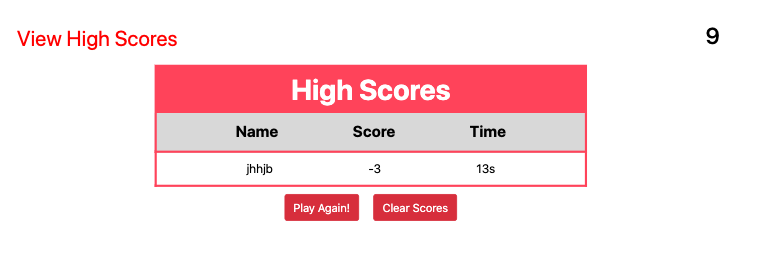 View High Scores 9
High Scores
Name Score Time
jhhjb -3 13s
Play Again! Clear Scores